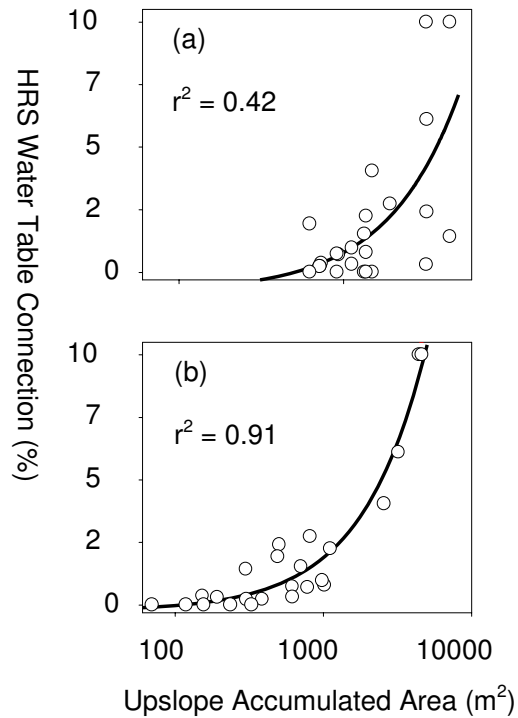 HRS Water Table Connection (%)
10
(a)
7
r² = 0.42
5
2
0
10
(b)
7
r² = 0.91
5
2
0
100 1000 10000
Upslope Accumulated Area (m²)